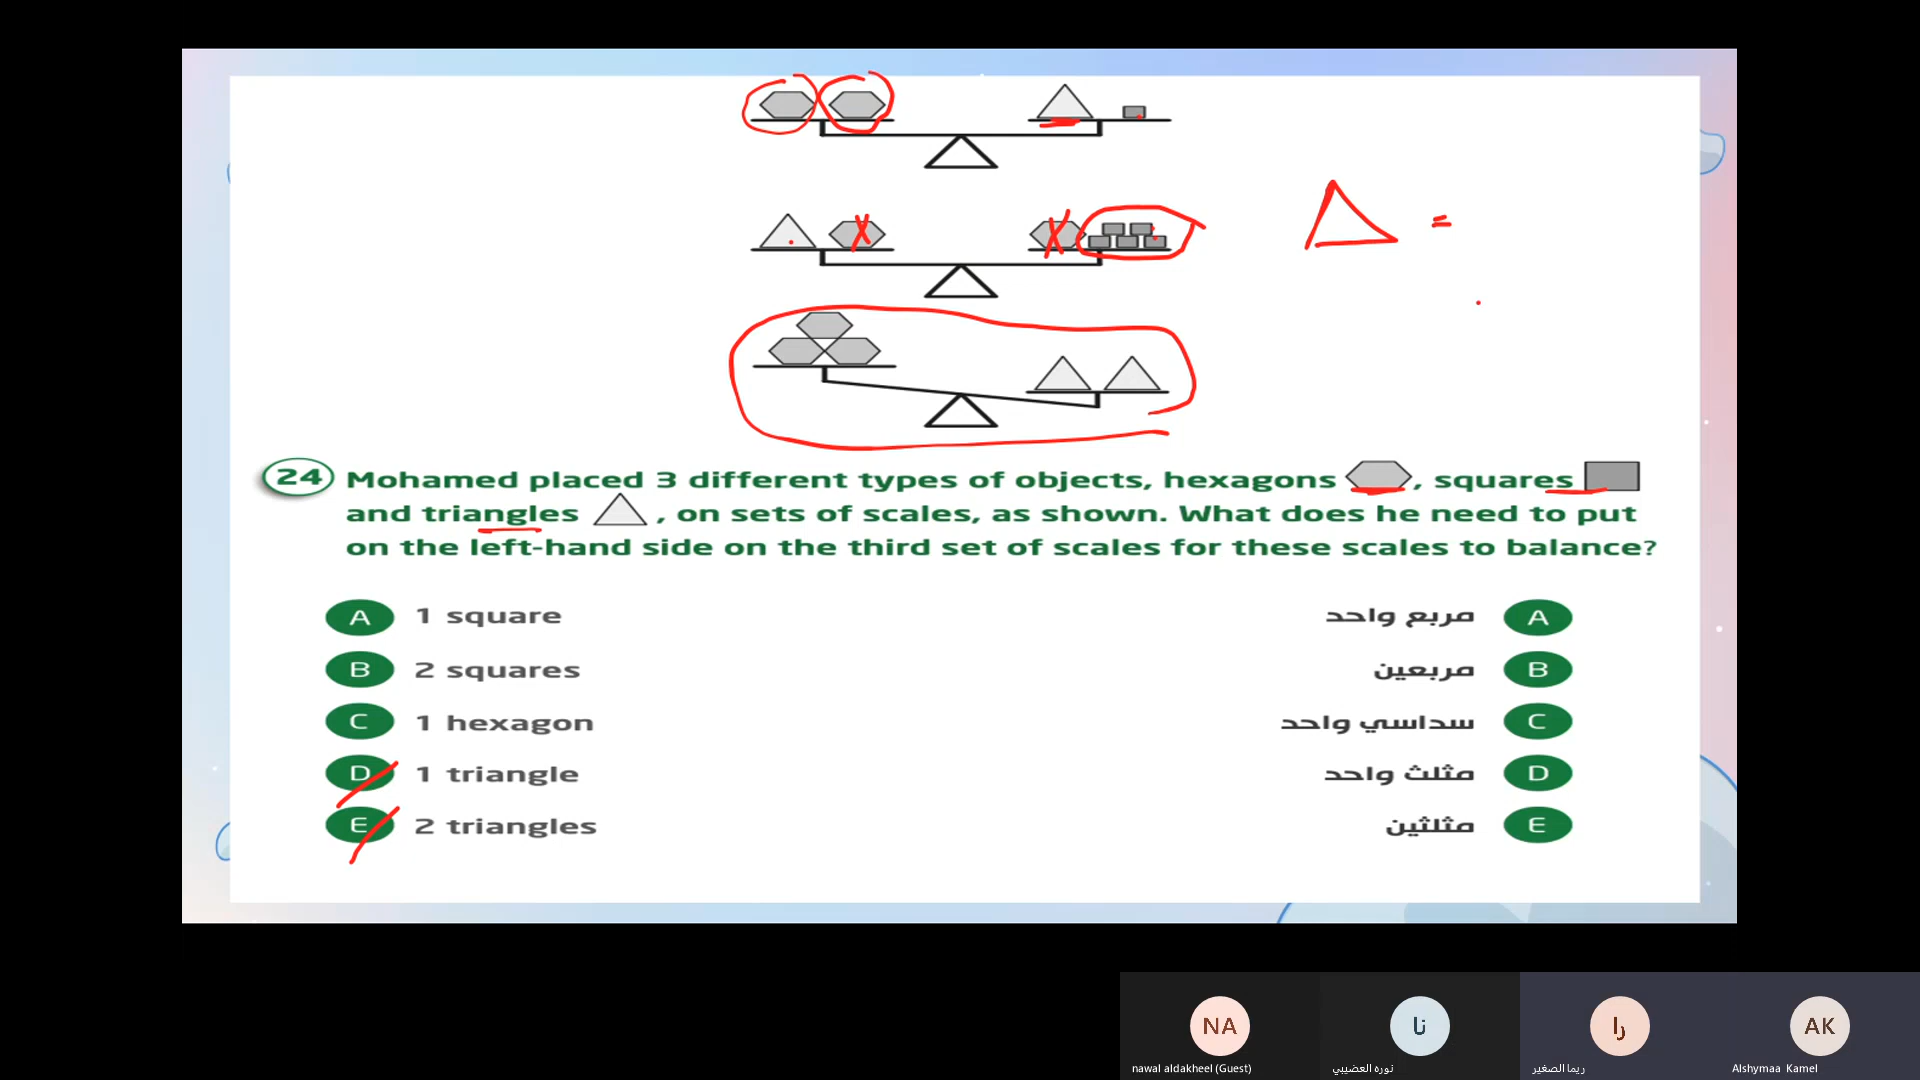 24 Mohamed placed 3 different types of objects, hexagons , squares
and triangles , on sets of scales, as shown. What does he need to put
on the left-hand side on the third set of scales for these scales to balance?
A 1 square
مربع واحد A
B 2 squares
مربعين B
C 1 hexagon
سداسي واحد C
D 1 triangle
مثلث واحد D
E 2 triangles
مثلثين E
=
NA
نا
را
AK
nawal aldakheel (Guest)
نوره العضيبي
ريما الصغير
Alshymaa Kamel